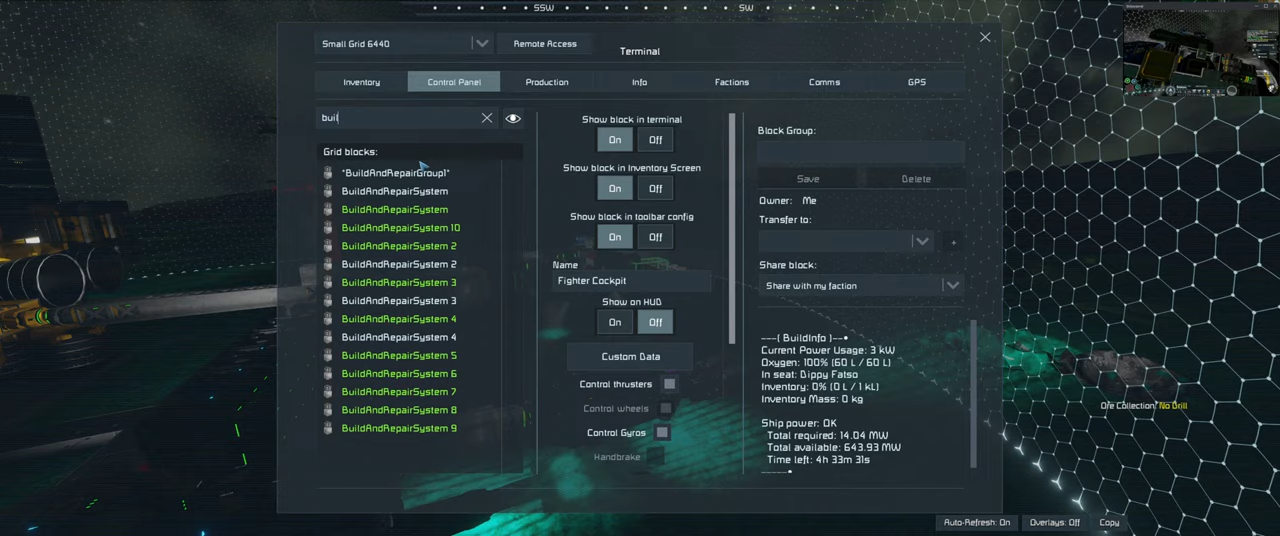 SSW
SW
Small Grid 6440
Remote Access
Terminal
Inventory
Control Panel
Production
Info
Factions
Comms
GPS
buil
Grid blocks:
*BuildAndRepairGroup1*
BuildAndRepairSystem
BuildAndRepairSystem
BuildAndRepairSystem 10
BuildAndRepairSystem 2
BuildAndRepairSystem 2
BuildAndRepairSystem 3
BuildAndRepairSystem 3
BuildAndRepairSystem 4
BuildAndRepairSystem 4
BuildAndRepairSystem 5
BuildAndRepairSystem 6
BuildAndRepairSystem 7
BuildAndRepairSystem 8
BuildAndRepairSystem 9
Show block in terminal
On Off
Show block in Inventory Screen
On Off
Show block in toolbar config
On Off
Name
Fighter Cockpit
Show on HUD
On Off
Custom Data
Control thrusters
Control wheels
Control Gyros
Handbrake
Block Group:
Save Delete
Owner: Me
Transfer to:
+
Share block:
Share with my faction
---( BuildInfo )--•
Current Power Usage: 3 kW
Oxygen: 100% (60 L / 60 L)
In seat: Dippy Fatso
Inventory: 0% (0 L / 1 kL)
Inventory Mass: 0 kg
Ship power: OK
Total required: 14.04 MW
Total available: 643.93 MW
Time left: 4h 33m 31s
-----•
Ore Collection: No Drill
Auto-Refresh: On
Overlays: Off
Copy